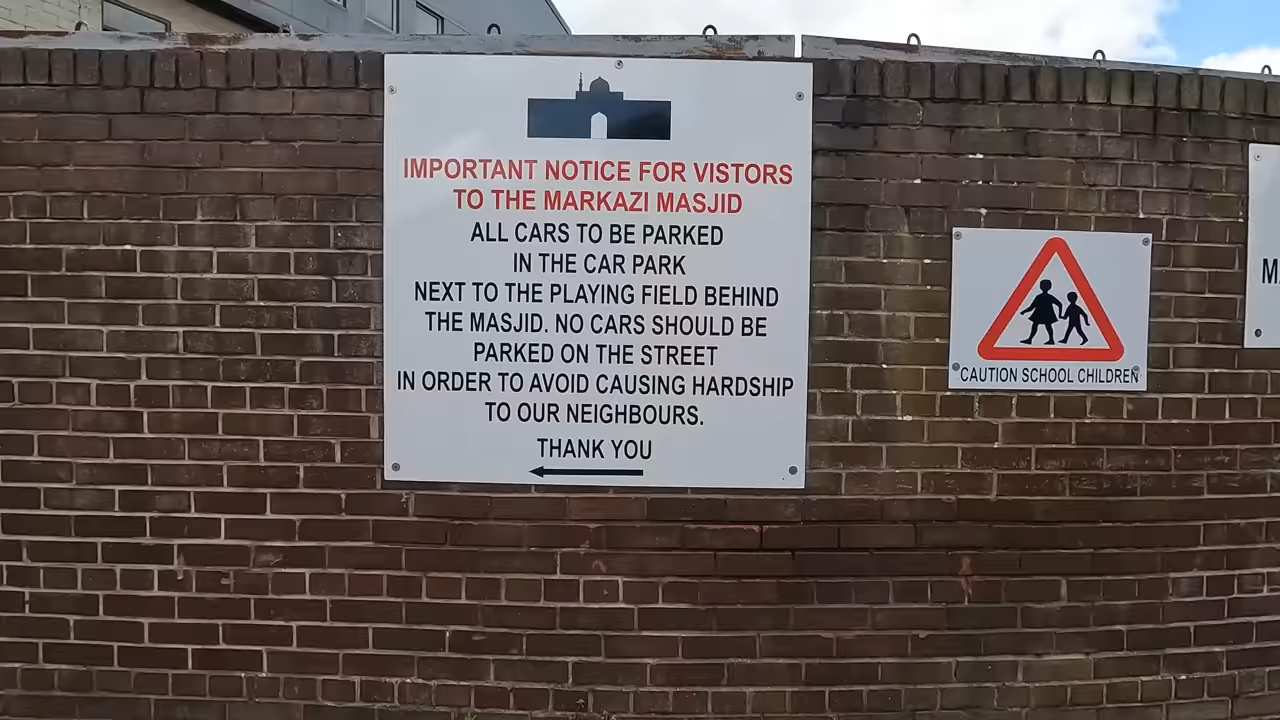 IMPORTANT NOTICE FOR VISTORS
TO THE MARKAZI MASJID
ALL CARS TO BE PARKED
IN THE CAR PARK
NEXT TO THE PLAYING FIELD BEHIND
THE MASJID. NO CARS SHOULD BE
PARKED ON THE STREET
IN ORDER TO AVOID CAUSING HARDSHIP
TO OUR NEIGHBOURS.
THANK YOU
CAUTION SCHOOL CHILDREN